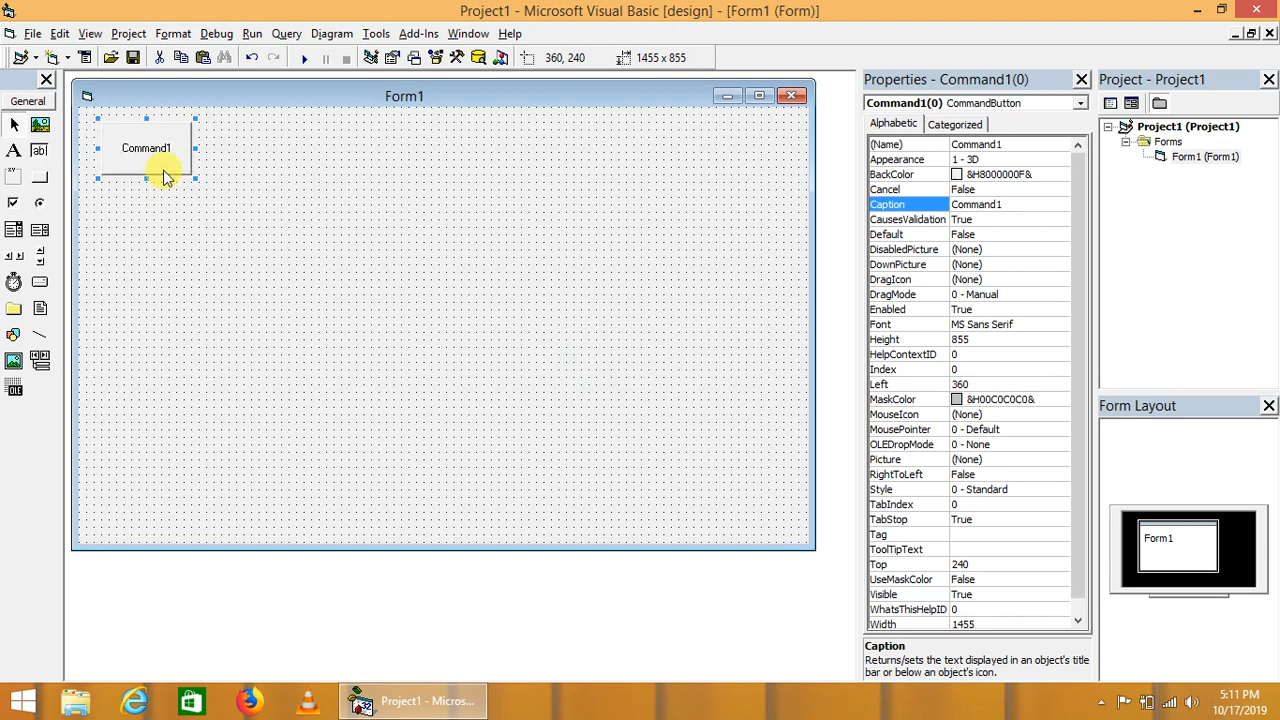 Project1 - Microsoft Visual Basic [design] - [Form1 (Form)]
File Edit View Project Format Debug Run Query Diagram Tools Add-Ins Window Help
360, 240 1455 x 855
General
Form1
Command1
Properties - Command1(0)
Command1(0) CommandButton
Alphabetic Categorized
(Name) Command1
Appearance 1 - 3D
BackColor &H8000000F&
Cancel False
Caption Command1
CausesValidation True
Default False
DisabledPicture (None)
DownPicture (None)
DragIcon (None)
DragMode 0 - Manual
Enabled True
Font MS Sans Serif
Height 855
HelpContextID 0
Index 0
Left 360
MaskColor &H00C0C0C0&
MouseIcon (None)
MousePointer 0 - Default
OLEDropMode 0 - None
Picture (None)
RightToLeft False
Style 0 - Standard
TabIndex 0
TabStop True
Tag
ToolTipText
Top 240
UseMaskColor False
Visible True
WhatsThisHelpID 0
Width 1455
Caption
Returns/sets the text displayed in an object's title
bar or below an object's icon.
Project - Project1
Project1 (Project1)
Forms
Form1 (Form1)
Form Layout
Form1
Project1 - Micros...
5:11 PM
10/17/2019